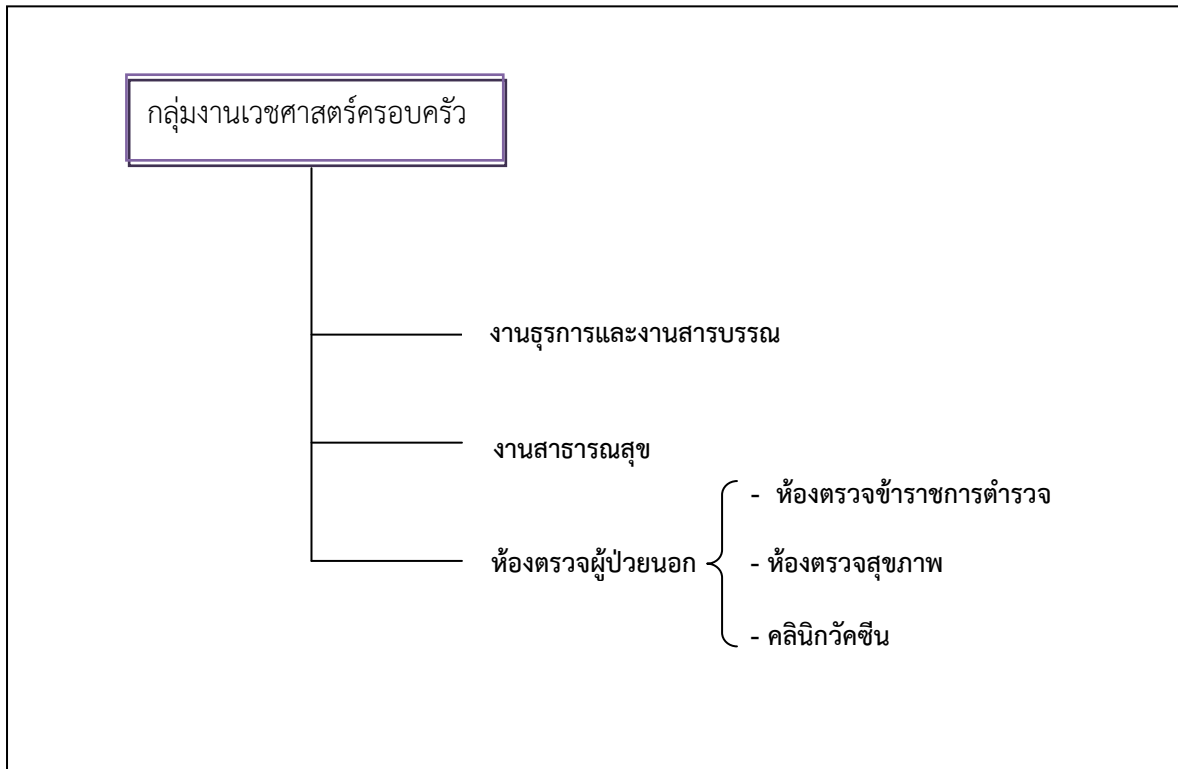 กลุ่มงานเวชศาสตร์ครอบครัว
งานธุรการและงานสารบรรณ
งานสาธารณสุข
- ห้องตรวจข้าราชการตำรวจ
ห้องตรวจผู้ป่วยนอก
- ห้องตรวจสุขภาพ
- คลินิกวัคซีน